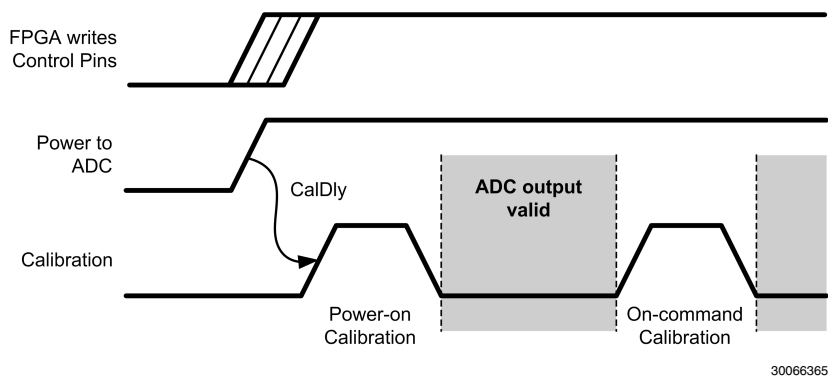 FPGA writes
Control Pins
Power to
ADC
CalDly
ADC output
valid
Calibration
Power-on
Calibration
On-command
Calibration
30066365